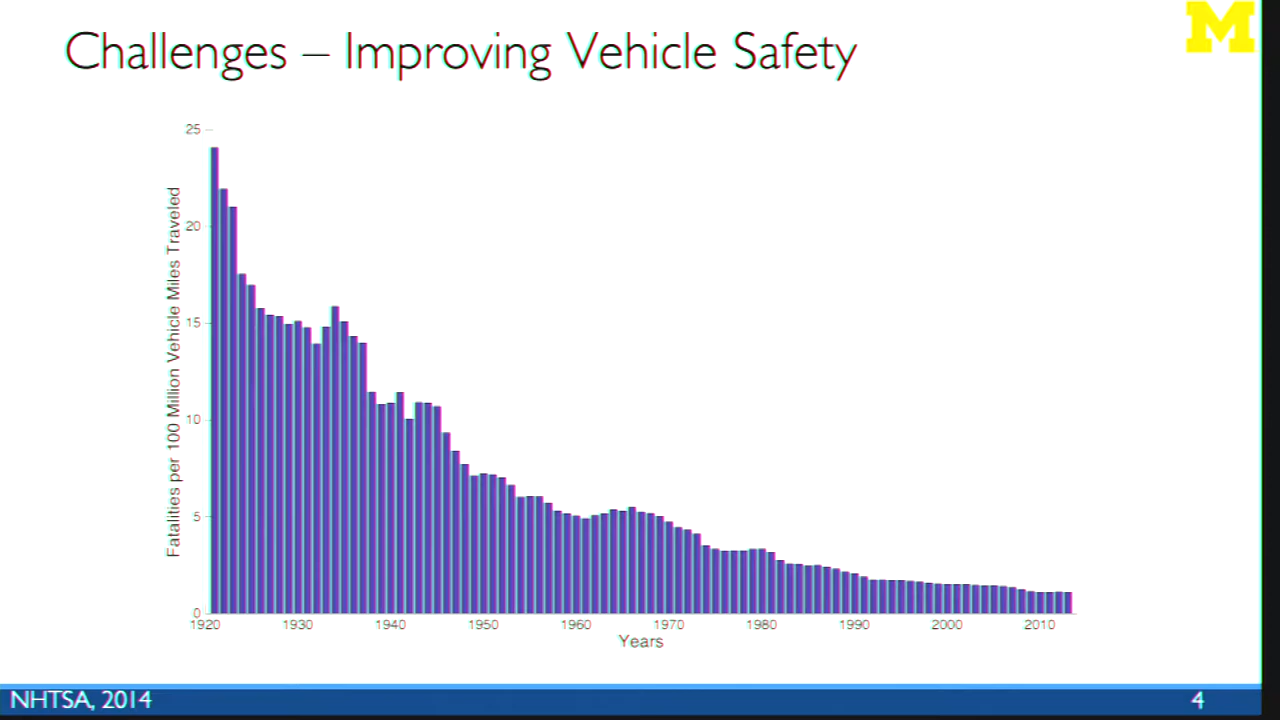 Challenges – Improving Vehicle Safety
M
Fatalities per 100 Million Vehicle Miles Traveled
25
20
15
10
5
0
1920 1930 1940 1950 1960 1970 1980 1990 2000 2010
Years
NHTSA, 2014
4